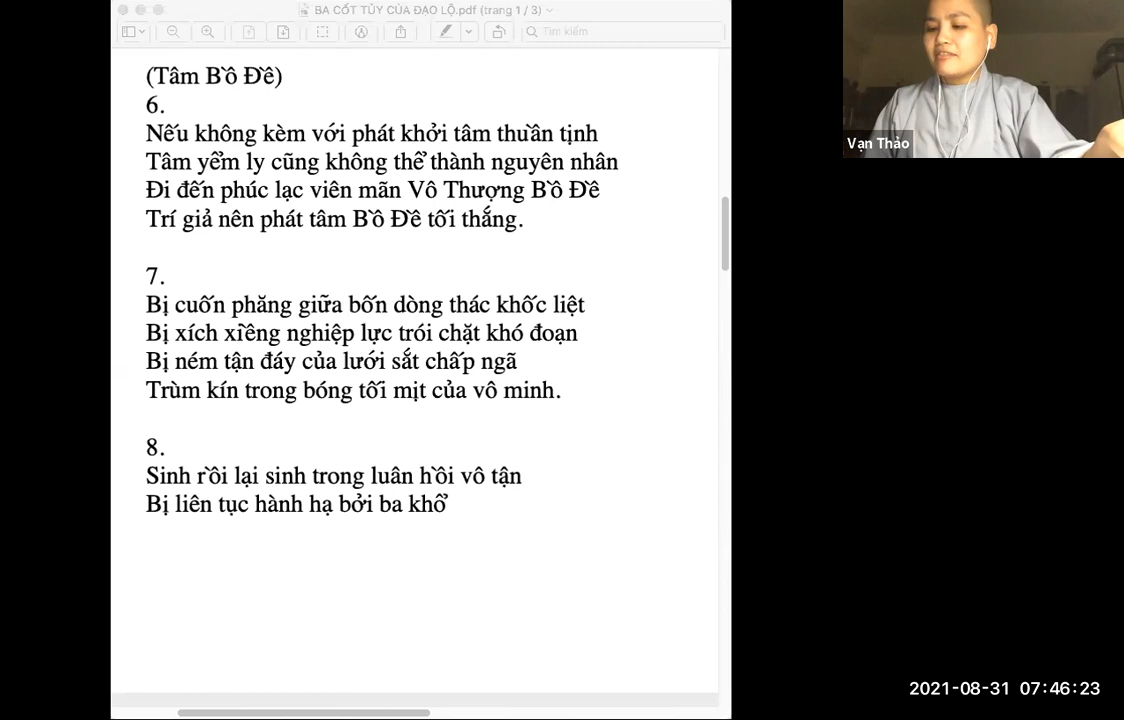 BA CỐT TỦY CỦA ĐẠO LỘ.pdf (trang 1 / 3)
Tìm kiếm
(Tâm Bồ Đề)
6.
Nếu không kèm với phát khởi tâm thuần tịnh
Tâm yểm ly cũng không thể thành nguyên nhân
Đi đến phúc lạc viên mãn Vô Thượng Bồ Đề
Trí giả nên phát tâm Bồ Đề tối thắng.
7.
Bị cuốn phăng giữa bốn dòng thác khốc liệt
Bị xích xiềng nghiệp lực trói chặt khó đoạn
Bị ném tận đáy của lưới sắt chấp ngã
Trùm kín trong bóng tối mịt của vô minh.
8.
Sinh rồi lại sinh trong luân hồi vô tận
Bị liên tục hành hạ bởi ba khổ
Vạn Thảo
2021-08-31 07:46:23